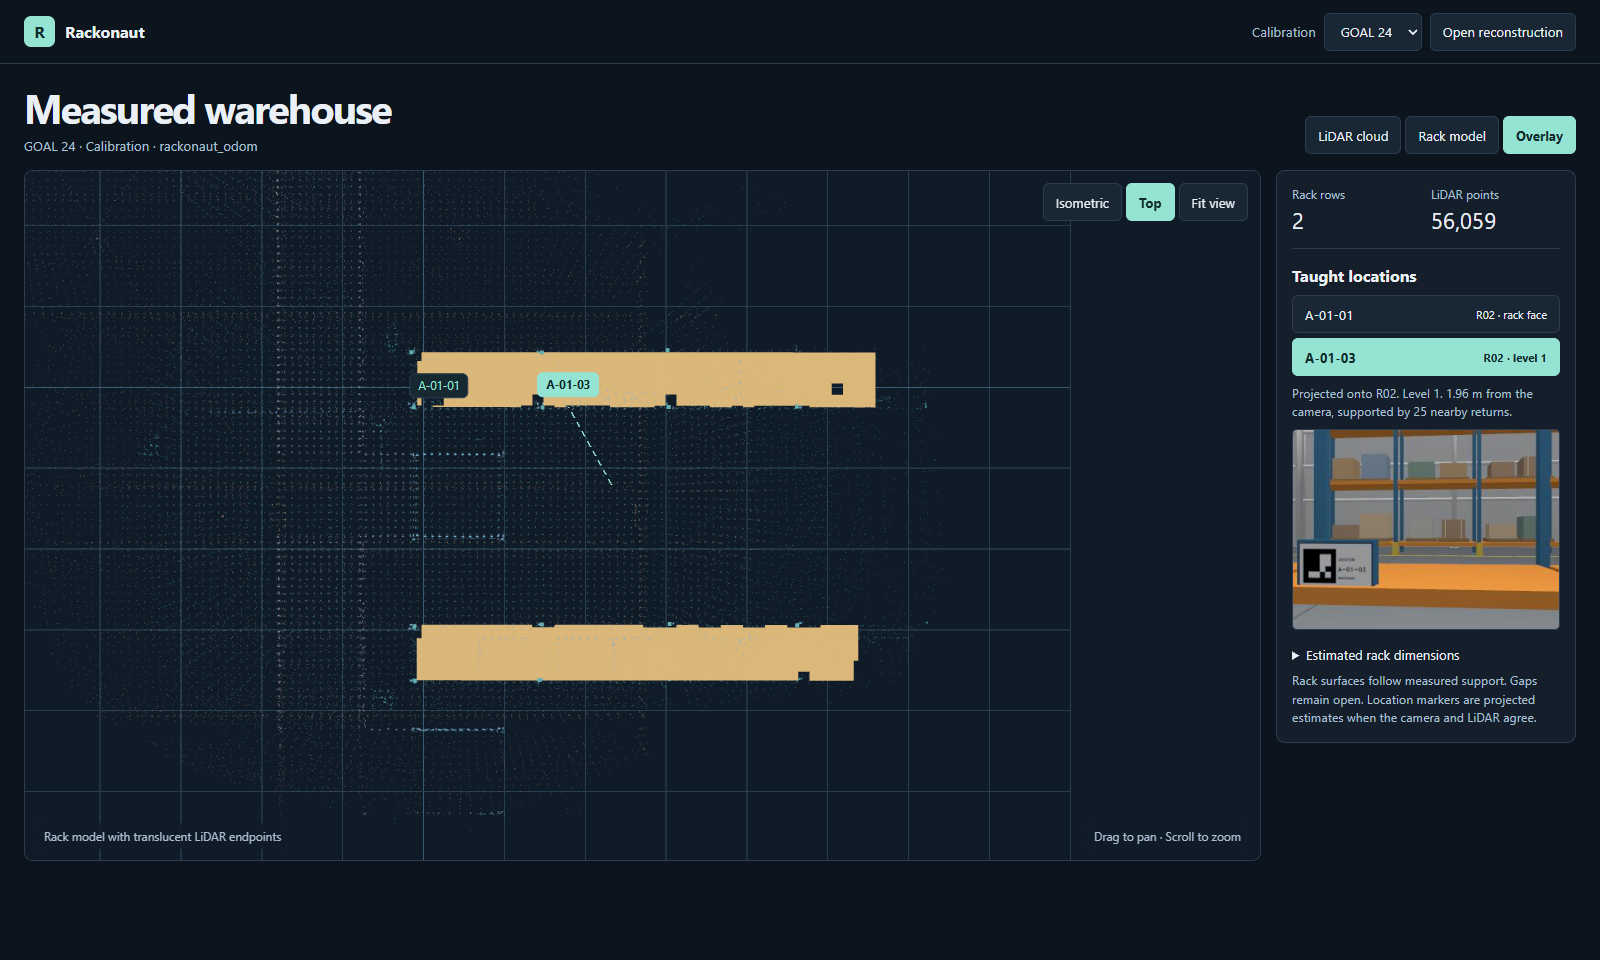 R Rackonaut
Calibration GOAL 24 Open reconstruction
Measured warehouse
GOAL 24 · Calibration · rackonaut_odom
LiDAR cloud Rack model Overlay
Isometric Top Fit view
A-01-01 A-01-03
Rack model with translucent LiDAR endpoints
Drag to pan · Scroll to zoom
Rack rows LiDAR points
2 56,059
Taught locations
A-01-01 R02 · rack face
A-01-03 R02 · level 1
Projected onto R02. Level 1. 1.96 m from the
camera, supported by 25 nearby returns.
A-01-03
Estimated rack dimensions
Rack surfaces follow measured support. Gaps
remain open. Location markers are projected
estimates when the camera and LiDAR agree.